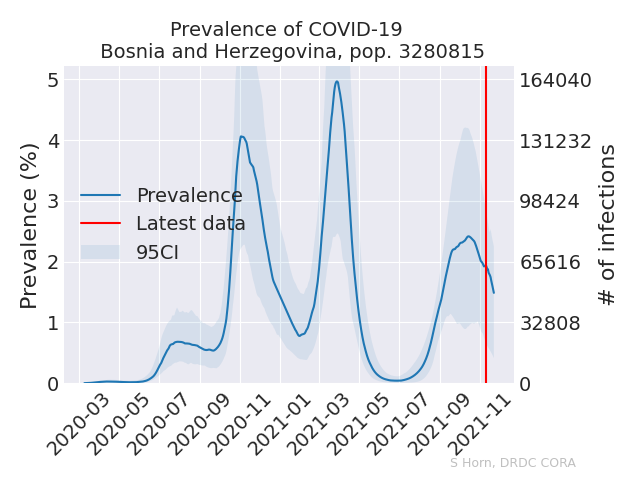 Prevalence of COVID-19
Bosnia and Herzegovina, pop. 3280815
Prevalence (%)
5
4
3
2
1
0
164040
131232
98424
65616
32808
0
# of infections
Prevalence
Latest data
95CI
2020-03
2020-05
2020-07
2020-09
2020-11
2021-01
2021-03
2021-05
2021-07
2021-09
2021-11
S Horn, DRDC CORA